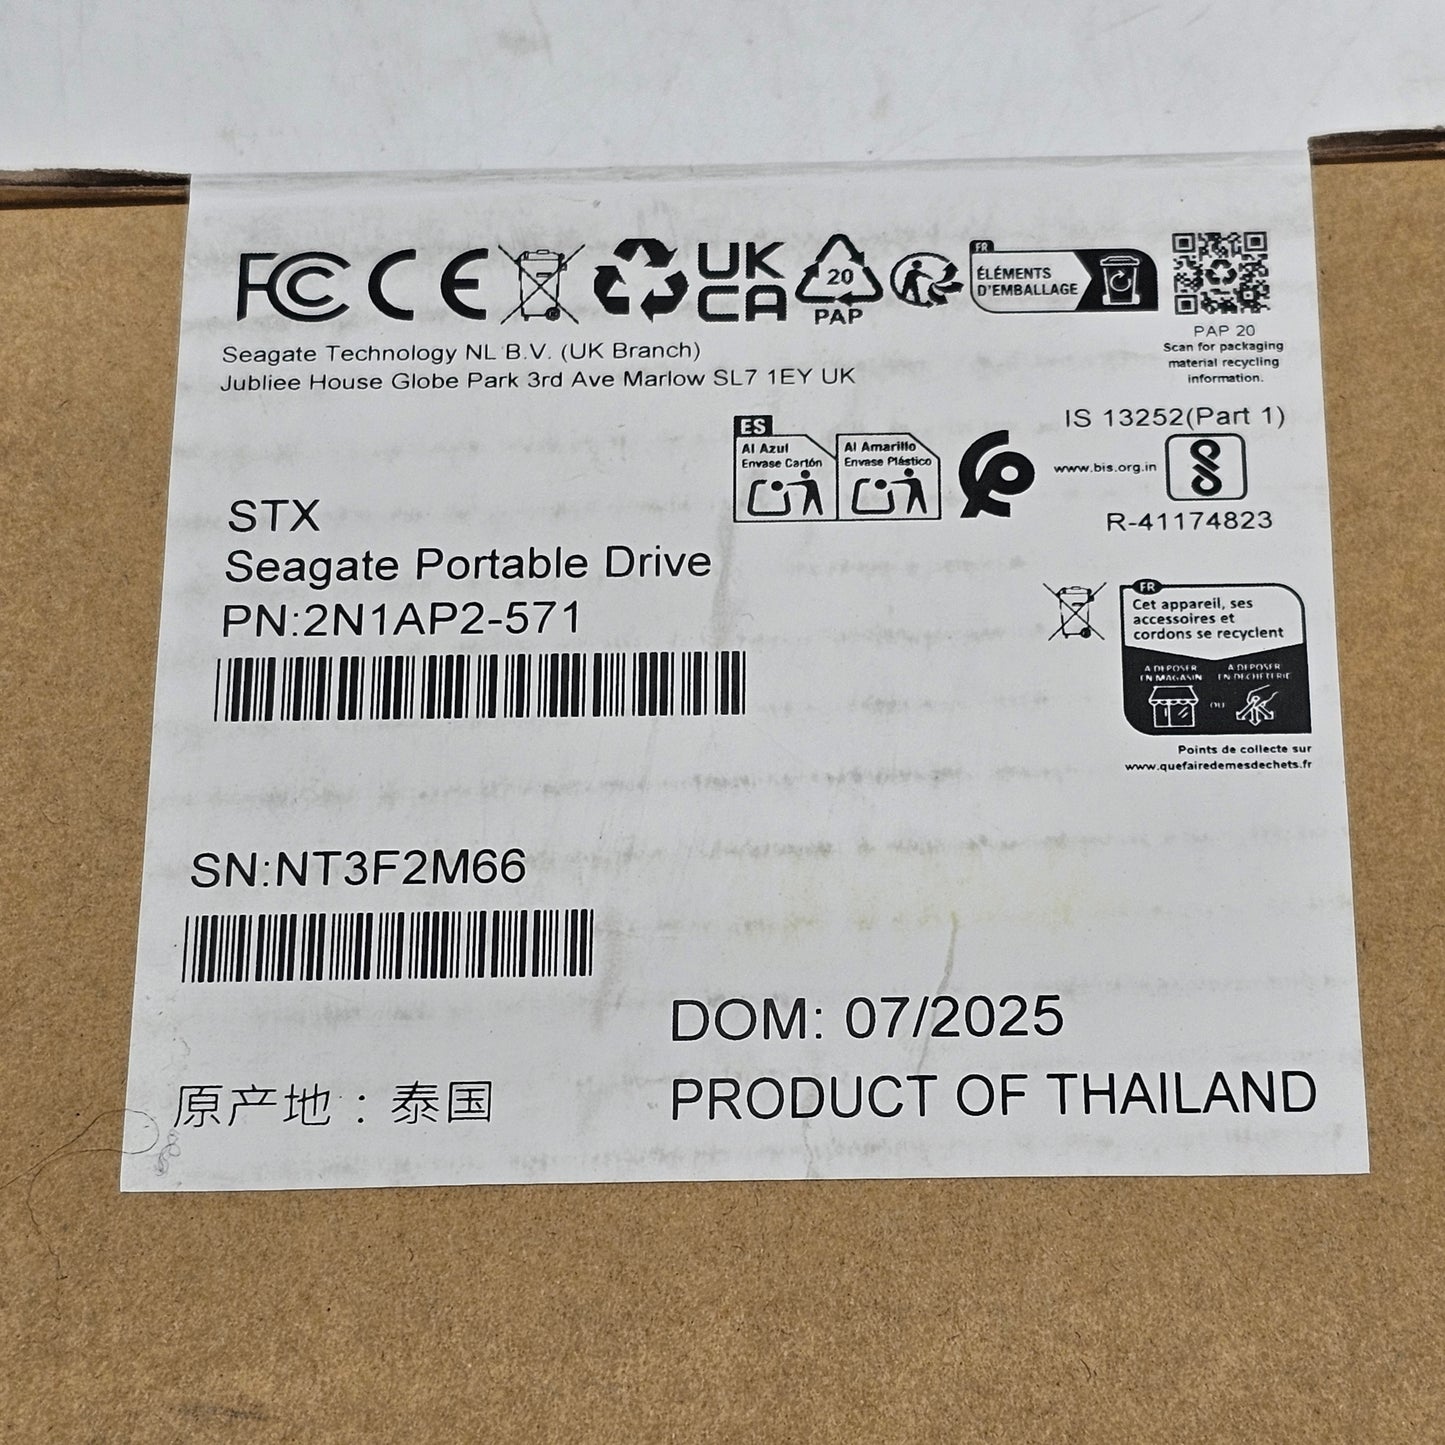 FC CE
UK
CA
20
PAP
FR
ÉLÉMENTS
D'EMBALLAGE
PAP 20
Scan for packaging
material recycling
information.
Seagate Technology NL B.V. (UK Branch)
Jubliee House Globe Park 3rd Ave Marlow SL7 1EY UK
ES
Al Azul
Envase Cartón
Al Amarillo
Envase Plástico
IS 13252(Part 1)
www.bis.org.in
R-41174823
STX
Seagate Portable Drive
PN:2N1AP2-571
FR
Cet appareil, ses
accessoires et
cordons se recyclent
À DÉPOSER
EN MAGASIN
OU
À DÉPOSER
EN DÉCHÈTERIE
Points de collecte sur
www.quefairedemesdechets.fr
SN:NT3F2M66
DOM: 07/2025
原产地：泰国
PRODUCT OF THAILAND